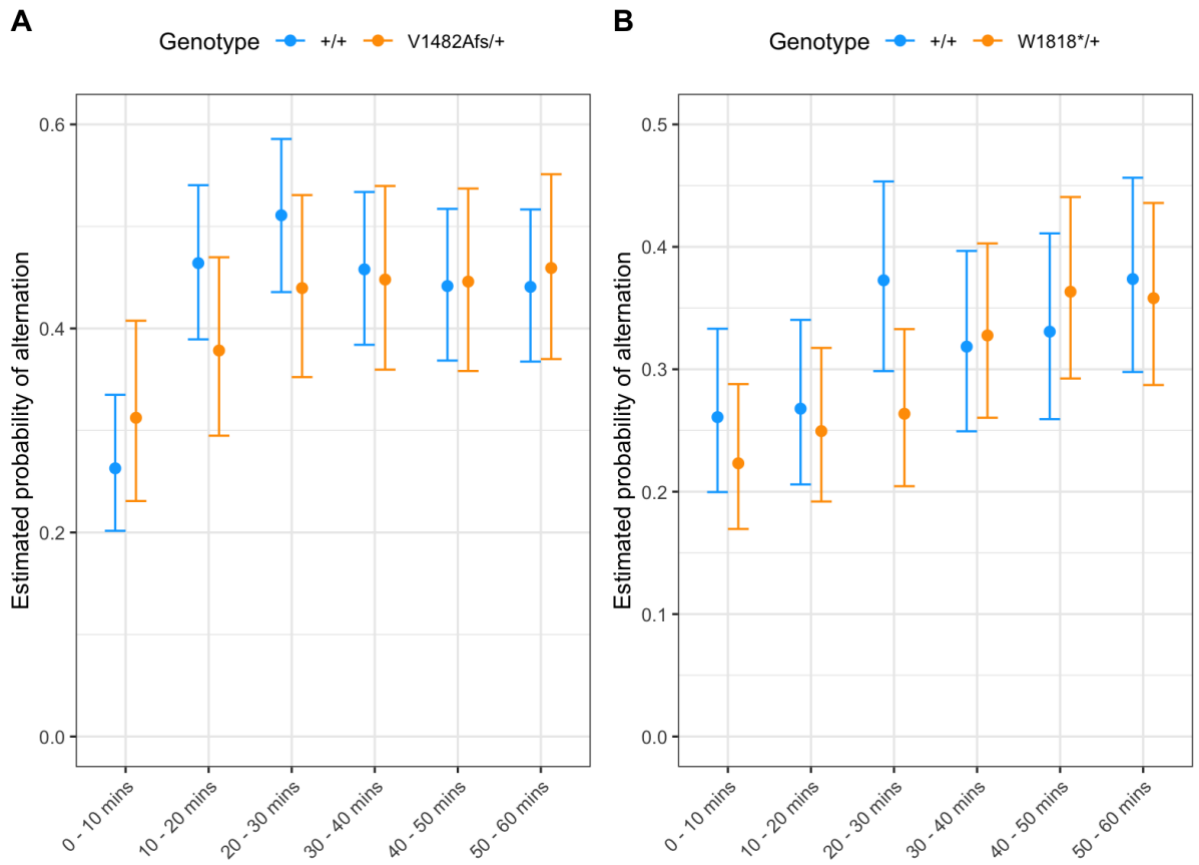 A
Genotype +/+ V1482Afs/+
Estimated probability of alternation
0.6
0.4
0.2
0.0
0 - 10 mins
10 - 20 mins
20 - 30 mins
30 - 40 mins
40 - 50 mins
50 - 60 mins
B
Genotype +/+ W1818*/+
Estimated probability of alternation
0.5
0.4
0.3
0.2
0.1
0.0
0 - 10 mins
10 - 20 mins
20 - 30 mins
30 - 40 mins
40 - 50 mins
50 - 60 mins